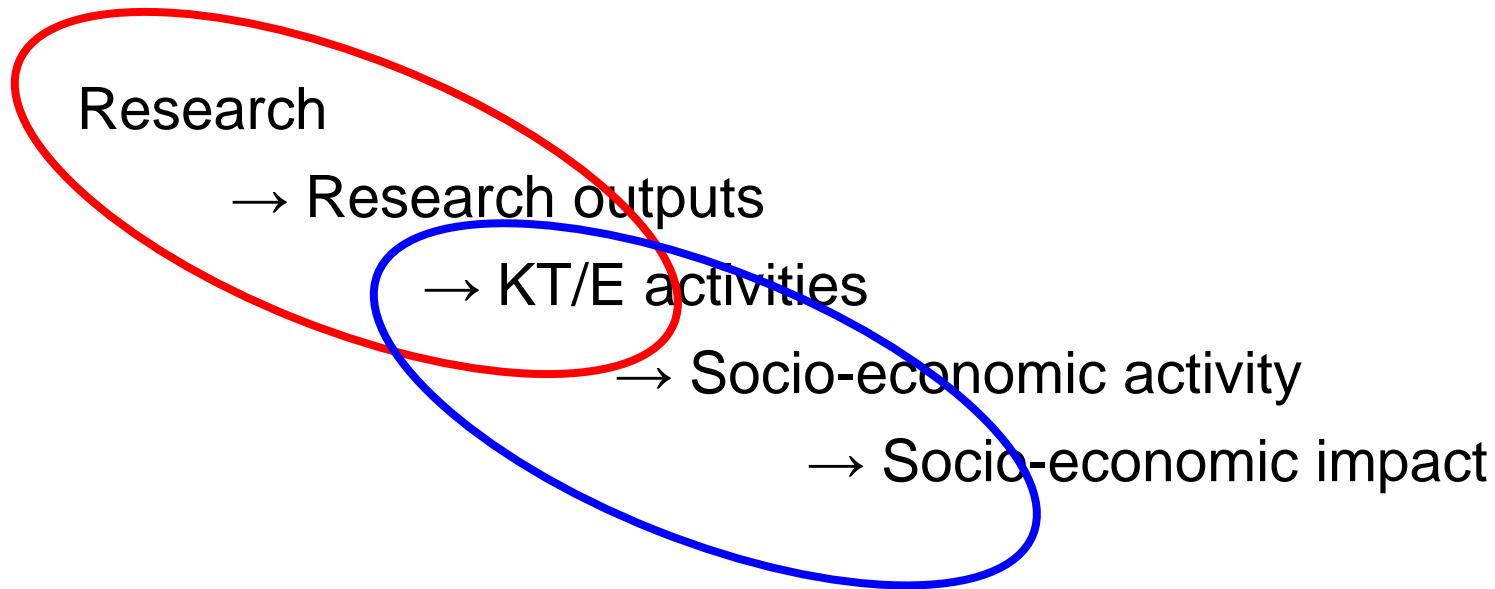 Research
→ Research outputs
→ KT/E activities
→ Socio-economic activity
→ Socio-economic impact